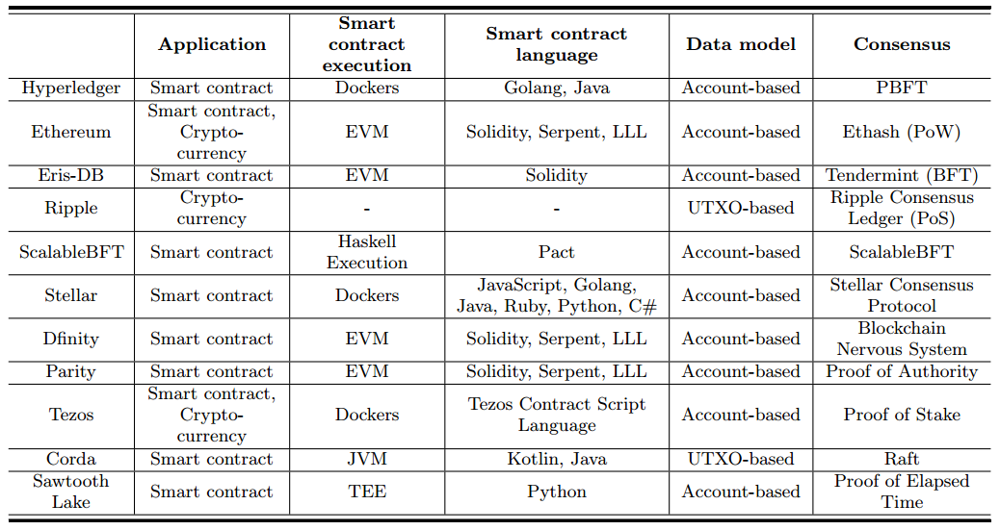 Application
Smart contract execution
Smart contract language
Data model
Consensus
Hyperledger
Smart contract
Dockers
Golang, Java
Account-based
PBFT
Ethereum
Smart contract,
Crypto-
currency
EVM
Solidity, Serpent, LLL
Account-based
Ethash (PoW)
Eris-DB
Smart contract
EVM
Solidity
Account-based
Tendermint (BFT)
Ripple
Crypto-
currency
-
-
UTXO-based
Ripple Consensus
Ledger (PoS)
ScalableBFT
Smart contract
Haskell
Execution
Pact
Account-based
ScalableBFT
Stellar
Smart contract
Dockers
JavaScript, Golang,
Java, Ruby, Python, C#
Account-based
Stellar Consensus
Protocol
Dfinity
Smart contract
EVM
Solidity, Serpent, LLL
Account-based
Blockchain
Nervous System
Parity
Smart contract
EVM
Solidity, Serpent, LLL
Account-based
Proof of Authority
Tezos
Smart contract,
Crypto-
currency
Dockers
Tezos Contract Script
Language
Account-based
Proof of Stake
Corda
Smart contract
JVM
Kotlin, Java
UTXO-based
Raft
Sawtooth
Lake
Smart contract
TEE
Python
Account-based
Proof of Elapsed
Time